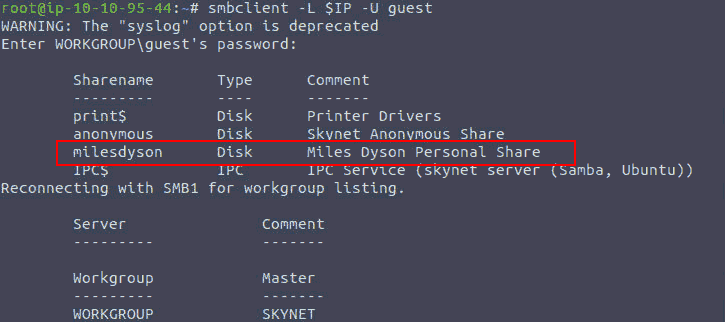 root@ip-10-10-95-44:~# smbclient -L $IP -U guest
WARNING: The "syslog" option is deprecated
Enter WORKGROUP\guest's password:
Sharename Type Comment
--------- ---- -------
print$ Disk Printer Drivers
anonymous Disk Skynet Anonymous Share
milesdyson Disk Miles Dyson Personal Share
IPC$ IPC IPC Service (skynet server (Samba, Ubuntu))
Reconnecting with SMB1 for workgroup listing.
Server Comment
--------- -------
Workgroup Master
--------- -------
WORKGROUP SKYNET